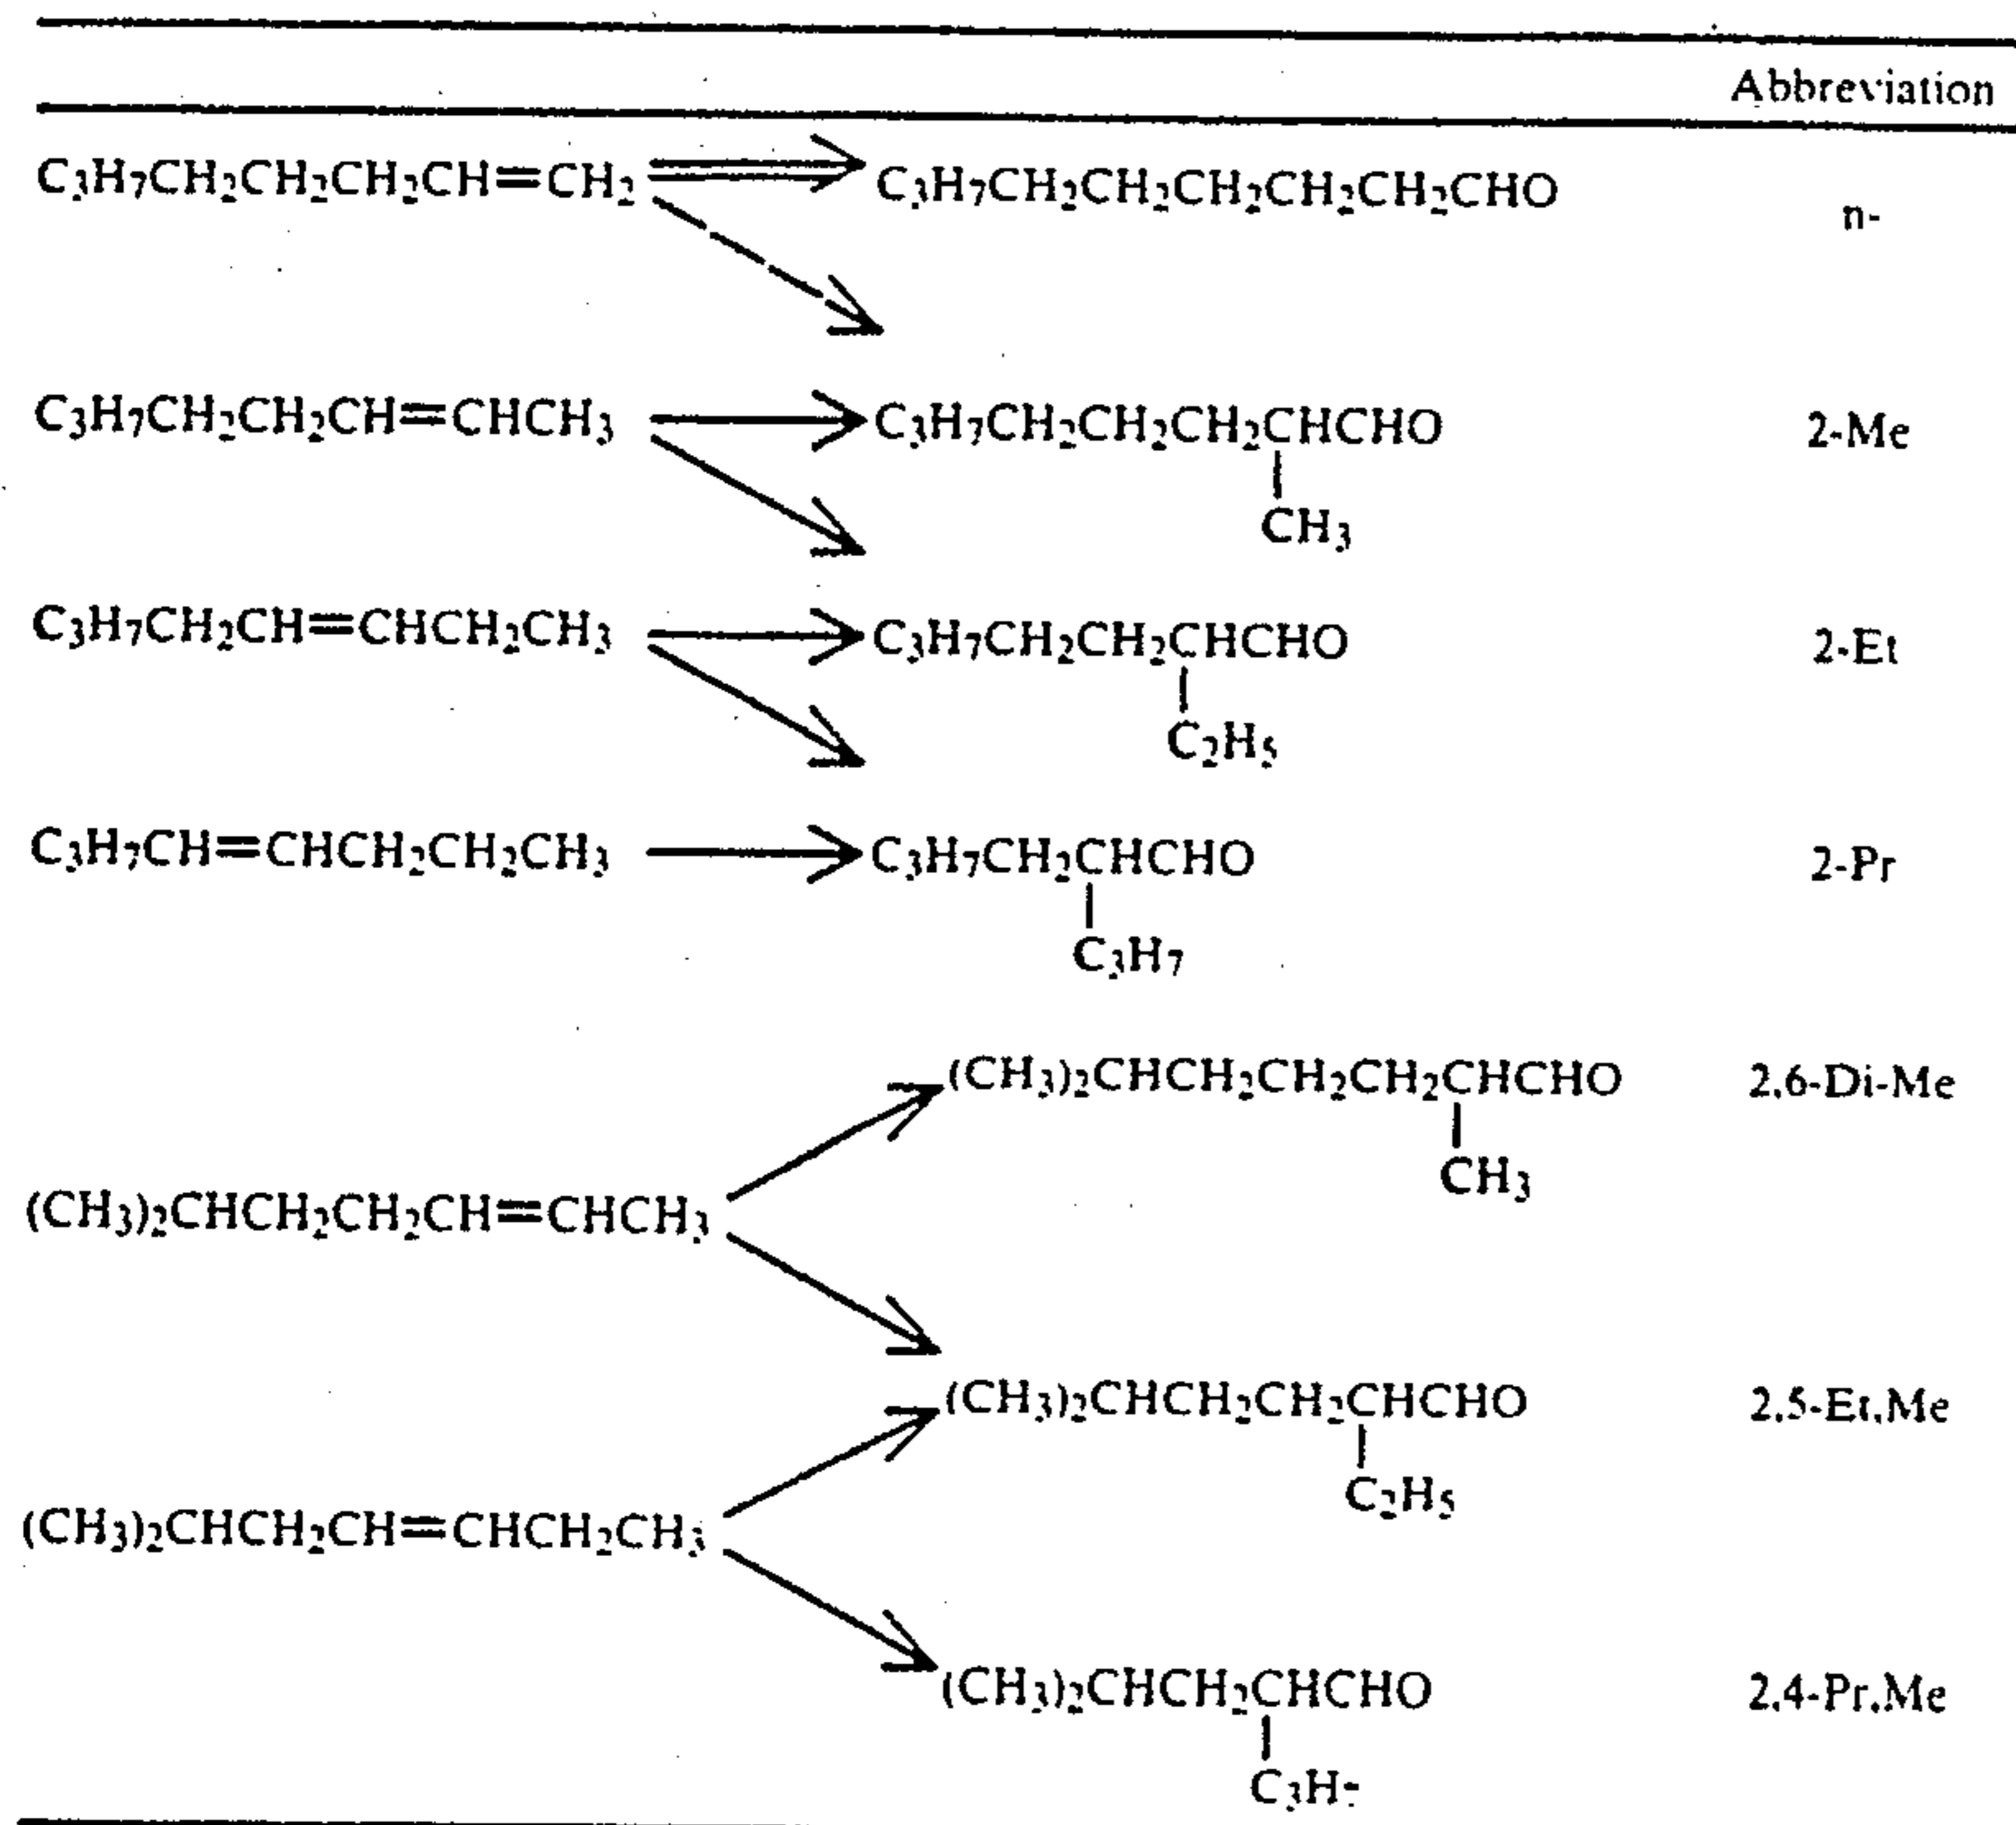 Abbreviation
C₃H₇CH₂CH₂CH₂CH=CH₂ C₃H₇CH₂CH₂CH₂CH₂CH₂CHO n-
C₃H₇CH₂CH₂CH=CHCH₃ C₃H₇CH₂CH₂CH₂CHCHO 2-Me
CH₃
C₃H₇CH₂CH=CHCH₂CH₃ C₃H₇CH₂CH₂CHCHO 2-Et
C₂H₅
C₃H₇CH=CHCH₂CH₂CH₃ C₃H₇CH₂CHCHO 2-Pr
C₃H₇
(CH₃)₂CHCH₂CH₂CH₂CHCHO 2,6-Di-Me
CH₃
(CH₃)₂CHCH₂CH₂CH=CHCH₃
(CH₃)₂CHCH₂CH₂CHCHO 2,5-Et,Me
C₂H₅
(CH₃)₂CHCH₂CH=CHCH₂CH₃
(CH₃)₂CHCH₂CHCHO 2,4-Pr,Me
C₃H₇